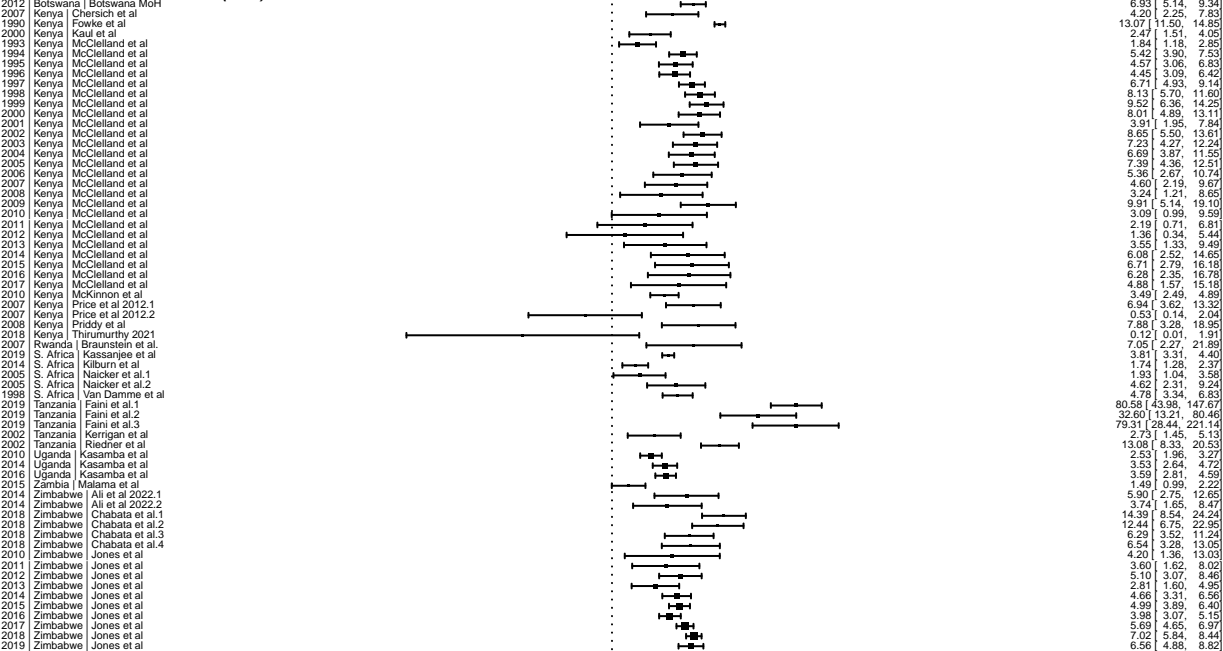 2012 | Botswana | Botswana MoH 6.93 [ 5.14, 9.34]
2007 | Kenya | Chersich et al 4.20 [ 2.25, 7.83]
1990 | Kenya | Fowke et al 13.07 [ 11.50, 14.85]
2000 | Kenya | Kaul et al 2.47 [ 1.51, 4.05]
1993 | Kenya | McClelland et al 1.84 [ 1.18, 2.85]
1994 | Kenya | McClelland et al 5.42 [ 3.90, 7.53]
1995 | Kenya | McClelland et al 4.57 [ 3.06, 6.83]
1996 | Kenya | McClelland et al 4.45 [ 3.09, 6.42]
1997 | Kenya | McClelland et al 6.71 [ 4.93, 9.14]
1998 | Kenya | McClelland et al 8.13 [ 5.70, 11.60]
1999 | Kenya | McClelland et al 9.52 [ 6.36, 14.25]
2000 | Kenya | McClelland et al 8.01 [ 4.89, 13.11]
2001 | Kenya | McClelland et al 3.91 [ 1.95, 7.84]
2002 | Kenya | McClelland et al 8.65 [ 5.50, 13.61]
2003 | Kenya | McClelland et al 7.23 [ 4.27, 12.24]
2004 | Kenya | McClelland et al 6.69 [ 3.87, 11.55]
2005 | Kenya | McClelland et al 7.39 [ 4.36, 12.51]
2006 | Kenya | McClelland et al 5.36 [ 2.67, 10.74]
2007 | Kenya | McClelland et al 4.60 [ 2.19, 9.67]
2008 | Kenya | McClelland et al 3.24 [ 1.21, 8.65]
2009 | Kenya | McClelland et al 9.91 [ 5.14, 19.10]
2010 | Kenya | McClelland et al 3.09 [ 0.99, 9.59]
2011 | Kenya | McClelland et al 2.19 [ 0.71, 6.81]
2012 | Kenya | McClelland et al 1.36 [ 0.34, 5.44]
2013 | Kenya | McClelland et al 3.55 [ 1.33, 9.49]
2014 | Kenya | McClelland et al 6.08 [ 2.52, 14.65]
2015 | Kenya | McClelland et al 6.71 [ 2.79, 16.18]
2016 | Kenya | McClelland et al 6.28 [ 2.35, 16.78]
2017 | Kenya | McClelland et al 4.88 [ 1.57, 15.18]
2010 | Kenya | McKinnon et al 3.49 [ 2.49, 4.89]
2007 | Kenya | Price et al 2012.1 6.94 [ 3.62, 13.32]
2007 | Kenya | Price et al 2012.2 0.53 [ 0.14, 2.04]
2008 | Kenya | Priddy et al 7.88 [ 3.28, 18.95]
2018 | Kenya | Thirumurthy 2021 0.12 [ 0.01, 1.91]
2007 | Rwanda | Braunstein et al. 7.05 [ 2.27, 21.89]
2019 | S. Africa | Kassanjee et al 3.81 [ 3.31, 4.40]
2014 | S. Africa | Kilburn et al 1.74 [ 1.28, 2.37]
2005 | S. Africa | Naicker et al.1 1.93 [ 1.04, 3.58]
2005 | S. Africa | Naicker et al.2 4.62 [ 2.31, 9.24]
1998 | S. Africa | Van Damme et al 4.78 [ 3.34, 6.83]
2019 | Tanzania | Faini et al.1 80.58 [ 43.98, 147.67]
2019 | Tanzania | Faini et al.2 32.60 [ 13.21, 80.46]
2019 | Tanzania | Faini et al.3 79.31 [ 28.44, 221.14]
2002 | Tanzania | Kerrigan et al 2.73 [ 1.45, 5.13]
2002 | Tanzania | Riedner et al 13.08 [ 8.33, 20.53]
2010 | Uganda | Kasamba et al 2.53 [ 1.96, 3.27]
2014 | Uganda | Kasamba et al 3.53 [ 2.64, 4.72]
2016 | Uganda | Kasamba et al 3.59 [ 2.81, 4.59]
2015 | Zambia | Malama et al 1.49 [ 0.99, 2.22]
2014 | Zimbabwe | Ali et al 2022.1 5.90 [ 2.75, 12.65]
2014 | Zimbabwe | Ali et al 2022.2 3.74 [ 1.65, 8.47]
2018 | Zimbabwe | Chabata et al.1 14.39 [ 8.54, 24.24]
2018 | Zimbabwe | Chabata et al.2 12.44 [ 6.75, 22.95]
2018 | Zimbabwe | Chabata et al.3 6.29 [ 3.52, 11.24]
2018 | Zimbabwe | Chabata et al.4 6.54 [ 3.28, 13.05]
2010 | Zimbabwe | Jones et al 4.20 [ 1.36, 13.03]
2011 | Zimbabwe | Jones et al 3.60 [ 1.62, 8.02]
2012 | Zimbabwe | Jones et al 5.10 [ 3.07, 8.46]
2013 | Zimbabwe | Jones et al 2.81 [ 1.60, 4.95]
2014 | Zimbabwe | Jones et al 4.66 [ 3.31, 6.56]
2015 | Zimbabwe | Jones et al 4.99 [ 3.89, 6.40]
2016 | Zimbabwe | Jones et al 3.98 [ 3.07, 5.15]
2017 | Zimbabwe | Jones et al 5.69 [ 4.65, 6.97]
2018 | Zimbabwe | Jones et al 7.02 [ 5.84, 8.44]
2019 | Zimbabwe | Jones et al 6.56 [ 4.88, 8.82]